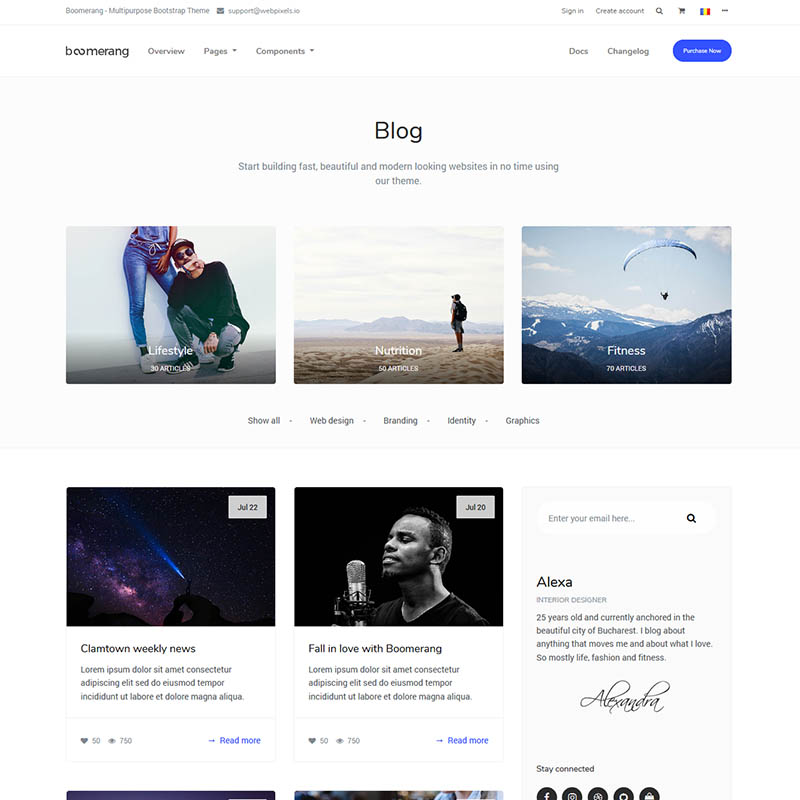 Boomerang - Multipurpose Bootstrap Theme support@webpixels.io Sign in Create account
boomerang Overview Pages Components Docs Changelog Purchase Now
Blog
Start building fast, beautiful and modern looking websites in no time using
our theme.
Lifestyle
30 ARTICLES
Nutrition
50 ARTICLES
Fitness
70 ARTICLES
Show all - Web design - Branding - Identity - Graphics
Jul 22
Clamtown weekly news
Lorem ipsum dolor sit amet consectetur
adipiscing elit sed do eiusmod tempor
incididunt ut labore et dolore magna aliqua.
50 750 → Read more
Jul 20
Fall in love with Boomerang
Lorem ipsum dolor sit amet consectetur
adipiscing elit sed do eiusmod tempor
incididunt ut labore et dolore magna aliqua.
50 750 → Read more
Enter your email here...
Alexa
INTERIOR DESIGNER
25 years old and currently anchored in the
beautiful city of Bucharest. I blog about
anything that moves me and about what I love.
So mostly life, fashion and fitness.
Alexandra
Stay connected